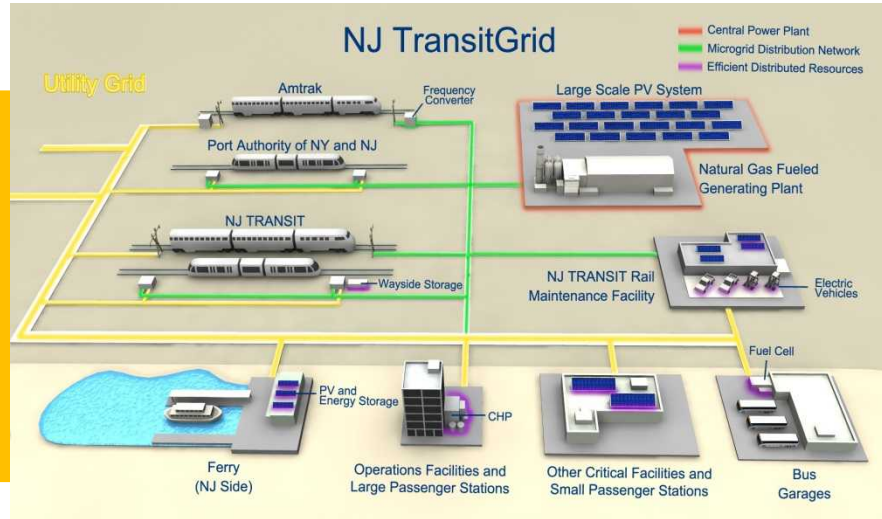 NJ TransitGrid
Central Power Plant
Microgrid Distribution Network
Efficient Distributed Resources
Utility Grid
Amtrak
Frequency
Converter
Large Scale PV System
Port Authority of NY and NJ
Natural Gas Fueled
Generating Plant
NJ TRANSIT
Wayside Storage
NJ TRANSIT Rail
Maintenance Facility
Electric
Vehicles
PV and
Energy Storage
CHP
Fuel Cell
Ferry
(NJ Side)
Operations Facilities and
Large Passenger Stations
Other Critical Facilities and
Small Passenger Stations
Bus
Garages